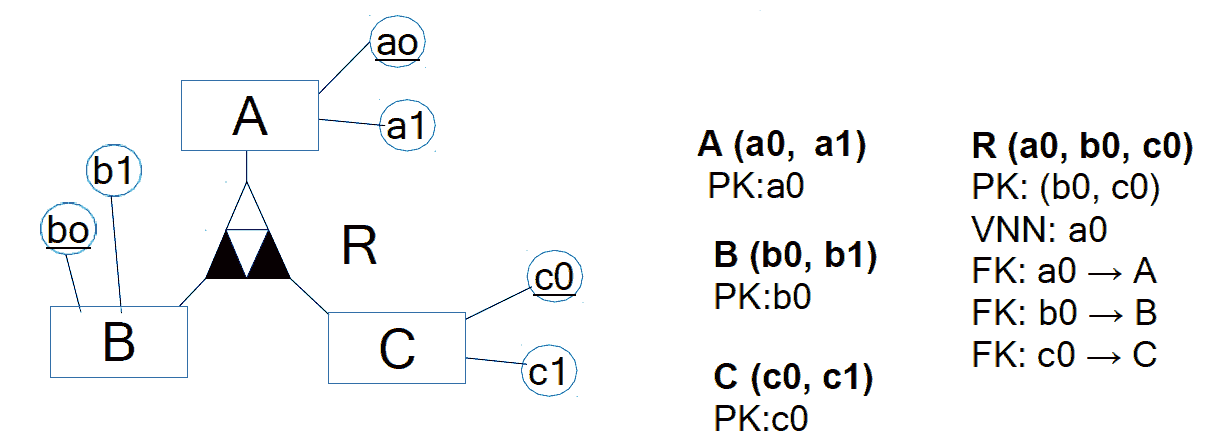 ao
A
a1
b1
bo
R
B
c0
C
c1
A (a0, a1)
PK:a0
B (b0, b1)
PK:b0
C (c0, c1)
PK:c0
R (a0, b0, c0)
PK: (b0, c0)
VNN: a0
FK: a0 → A
FK: b0 → B
FK: c0 → C